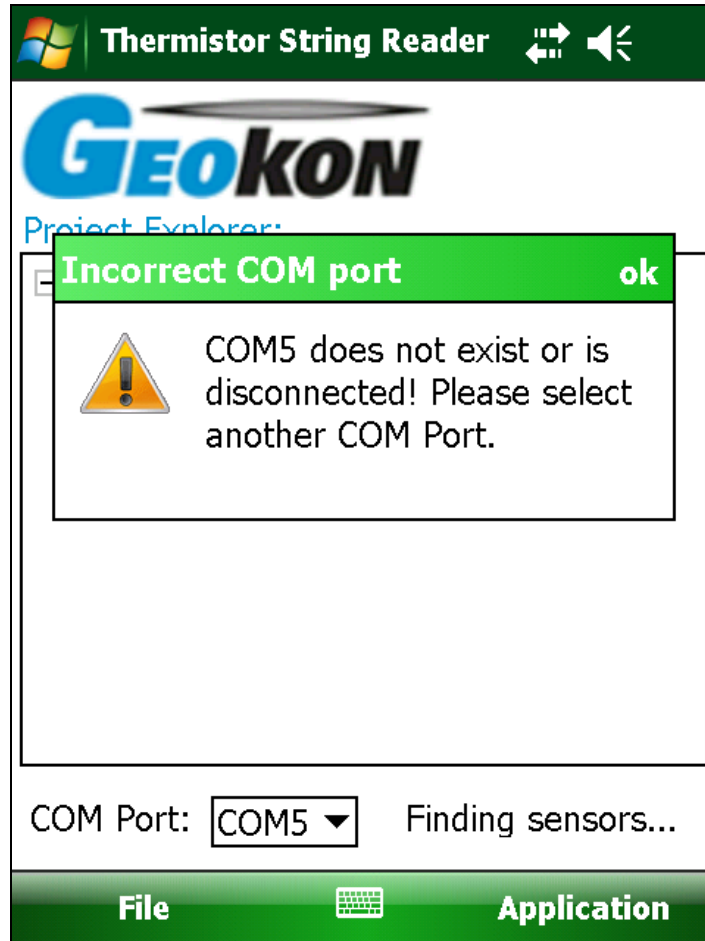 Thermistor String Reader
GEOKON
Project Explorer:
Incorrect COM port
ok
COM5 does not exist or is
disconnected! Please select
another COM Port.
COM Port:
COM5
Finding sensors...
File
Application